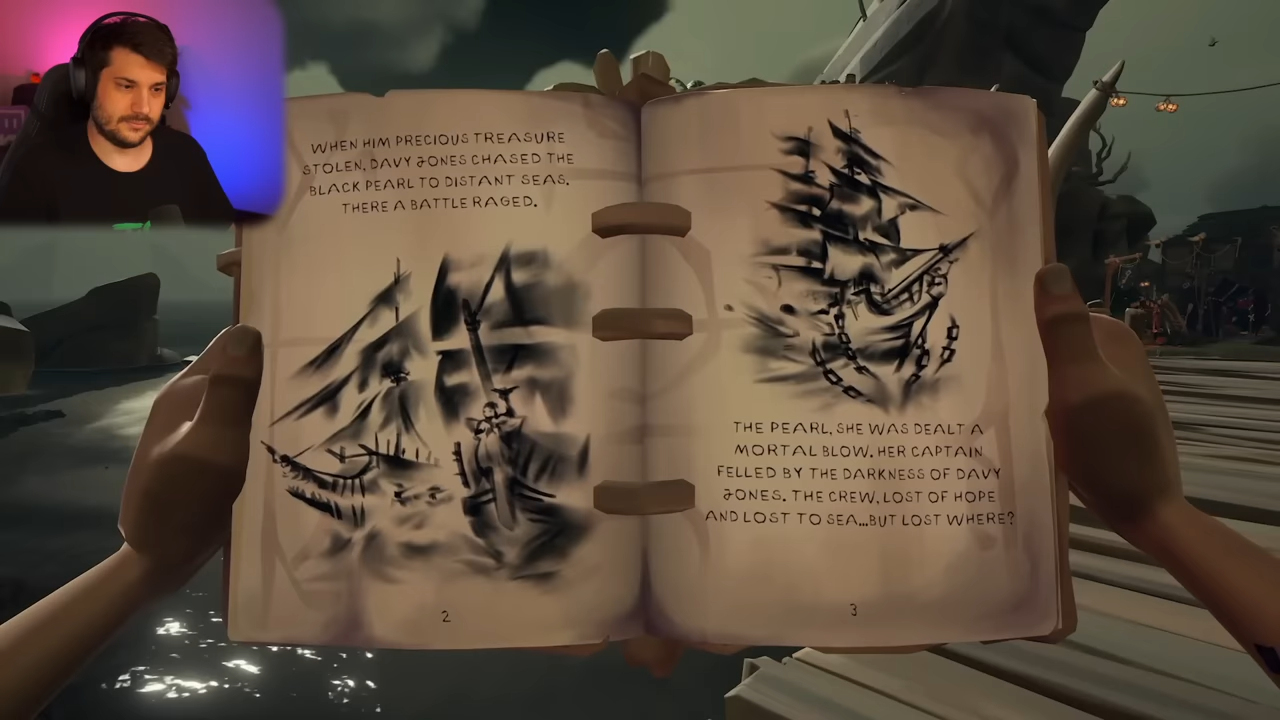 WHEN HIM PRECIOUS TREASURE
STOLEN, DAVY JONES CHASED THE
BLACK PEARL TO DISTANT SEAS.
THERE A BATTLE RAGED.
2
THE PEARL, SHE WAS DEALT A
MORTAL BLOW. HER CAPTAIN
FELLED BY THE DARKNESS OF DAVY
JONES. THE CREW, LOST OF HOPE
AND LOST TO SEA...BUT LOST WHERE?
3